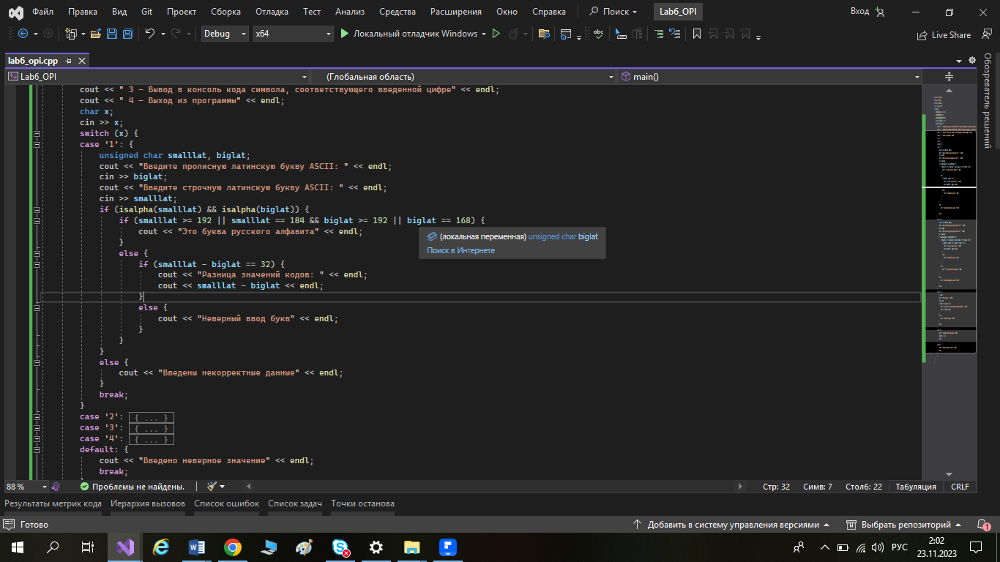 Файл Правка Вид Git Проект Сборка Отладка Тест Анализ Средства Расширения Окно Справка Поиск Lab6_OPI Вход
Debug x64 Локальный отладчик Windows Live Share
lab6_opi.cpp
Lab6_OPI (Глобальная область) main()
cout << " 3 - Вывод в консоль кода символа, соответствующего введенной цифре" << endl;
cout << " 4 - Выход из программы" << endl;
char x;
cin >> x;
switch (x) {
case '1': {
unsigned char smalllat, biglat;
cout << "Введите прописную латинскую букву ASCII: " << endl;
cin >> biglat;
cout << "Введите строчную латинскую букву ASCII: " << endl;
cin >> smalllat;
if (isalpha(smalllat) && isalpha(biglat)) {
if (smalllat >= 192 || smalllat == 184 && biglat >= 192 || biglat == 168) {
cout << "Это буква русского алфавита" << endl;
(локальная переменная) unsigned char biglat
Поиск в Интернете
}
else {
if (smalllat - biglat == 32) {
cout << "Разница значений кодов: " << endl;
cout << smalllat - biglat << endl;
}
else {
cout << "Неверный ввод букв" << endl;
}
}
}
else {
cout << "Введены некорректные данные" << endl;
}
break;
}
case '2': { ... }
case '3': { ... }
case '4': { ... }
default: {
cout << "Введено неверное значение" << endl;
break;
Обозреватель решений
88 % Проблемы не найдены. Стр: 32 Симв: 7 Столб: 22 Табуляция CRLF
Результаты метрик кода Иерархия вызовов Список ошибок Список задач Точки останова
Готово Добавить в систему управления версиями Выбрать репозиторий 1
РУС 2:02
23.11.2023